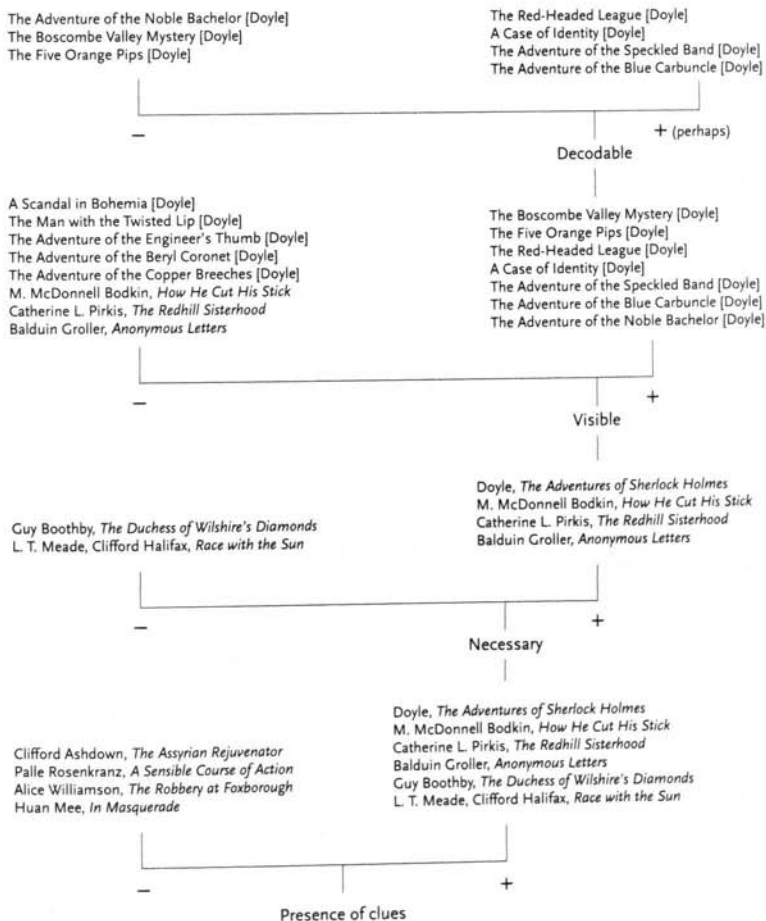 The Adventure of the Noble Bachelor [Doyle]
The Boscombe Valley Mystery [Doyle]
The Five Orange Pips [Doyle]
The Red-Headed League [Doyle]
A Case of Identity [Doyle]
The Adventure of the Speckled Band [Doyle]
The Adventure of the Blue Carbuncle [Doyle]
–
+ (perhaps)
Decodable
A Scandal in Bohemia [Doyle]
The Man with the Twisted Lip [Doyle]
The Adventure of the Engineer's Thumb [Doyle]
The Adventure of the Beryl Coronet [Doyle]
The Adventure of the Copper Breeches [Doyle]
M. McDonnell Bodkin, How He Cut His Stick
Catherine L. Pirkis, The Redhill Sisterhood
Balduin Groller, Anonymous Letters
The Boscombe Valley Mystery [Doyle]
The Five Orange Pips [Doyle]
The Red-Headed League [Doyle]
A Case of Identity [Doyle]
The Adventure of the Speckled Band [Doyle]
The Adventure of the Blue Carbuncle [Doyle]
The Adventure of the Noble Bachelor [Doyle]
–
+
Visible
Guy Boothby, The Duchess of Wilshire's Diamonds
L. T. Meade, Clifford Halifax, Race with the Sun
Doyle, The Adventures of Sherlock Holmes
M. McDonnell Bodkin, How He Cut His Stick
Catherine L. Pirkis, The Redhill Sisterhood
Balduin Groller, Anonymous Letters
–
+
Necessary
Clifford Ashdown, The Assyrian Rejuvenator
Palle Rosenkranz, A Sensible Course of Action
Alice Williamson, The Robbery at Foxborough
Huan Mee, In Masquerade
Doyle, The Adventures of Sherlock Holmes
M. McDonnell Bodkin, How He Cut His Stick
Catherine L. Pirkis, The Redhill Sisterhood
Balduin Groller, Anonymous Letters
Guy Boothby, The Duchess of Wilshire's Diamonds
L. T. Meade, Clifford Halifax, Race with the Sun
–
+
Presence of clues